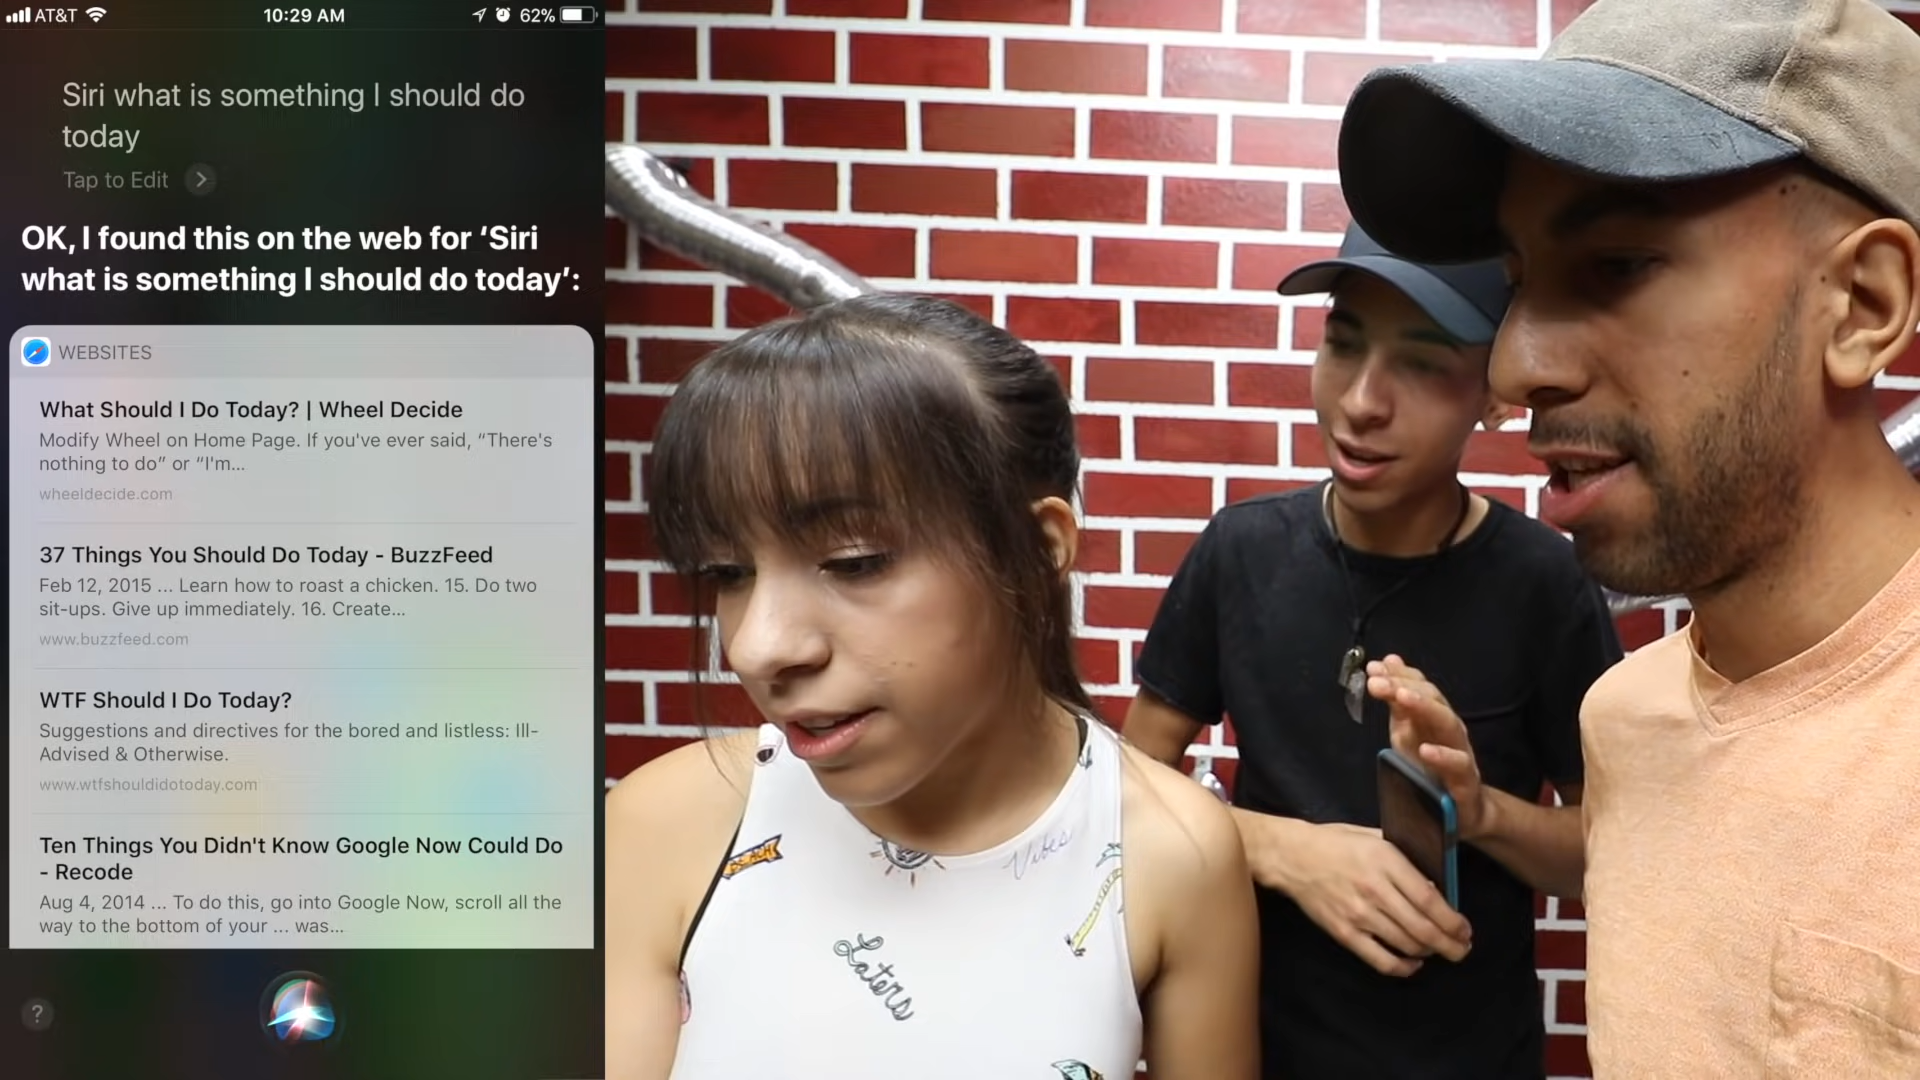 AT&T 10:29 AM 62%
Siri what is something I should do
today
Tap to Edit
OK, I found this on the web for ‘Siri
what is something I should do today’:
WEBSITES
What Should I Do Today? | Wheel Decide
Modify Wheel on Home Page. If you've ever said, “There's
nothing to do” or “I'm...
wheeldecide.com
37 Things You Should Do Today - BuzzFeed
Feb 12, 2015 ... Learn how to roast a chicken. 15. Do two
sit-ups. Give up immediately. 16. Create...
www.buzzfeed.com
WTF Should I Do Today?
Suggestions and directives for the bored and listless: Ill-
Advised & Otherwise.
www.wtfshouldidotoday.com
Ten Things You Didn't Know Google Now Could Do
- Recode
Aug 4, 2014 ... To do this, go into Google Now, scroll all the
way to the bottom of your ... was...
?
Vibes
Laters